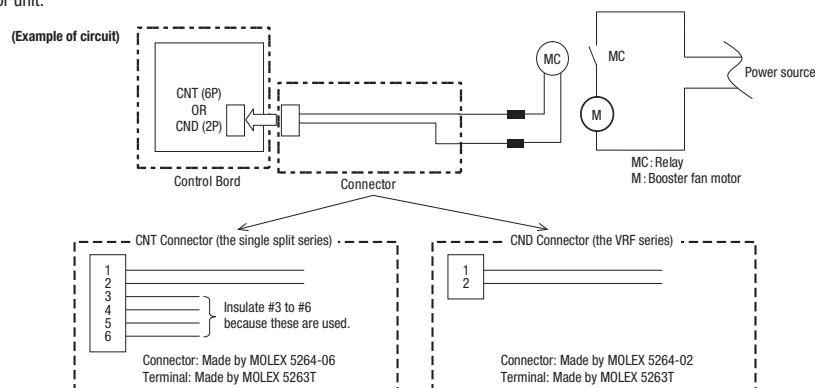 or unit.
(Example of circuit)
CNT (6P)
OR
CND (2P)
Control Bord
Connector
MC
MC
M
Power source
MC: Relay
M : Booster fan motor
CNT Connector (the single split series)
1
2
3
4
5
6
Insulate #3 to #6
because these are used.
Connector: Made by MOLEX 5264-06
Terminal: Made by MOLEX 5263T
CND Connector (the VRF series)
1
2
Connector: Made by MOLEX 5264-02
Terminal: Made by MOLEX 5263T